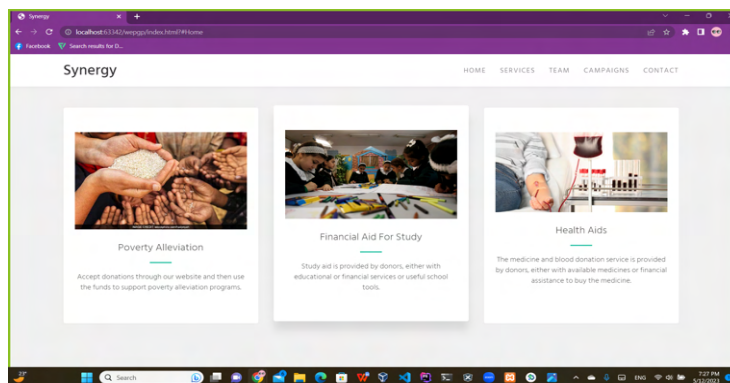 Synergy
localhost:63342/wepgp/index.html?#Home
Facebook Search results for D...
Synergy
HOME SERVICES TEAM CAMPAIGNS CONTACT
Poverty Alleviation
Accept donations through our website and then use
the funds to support poverty alleviation programs.
Financial Aid For Study
Study aid is provided by donors, either with
educational or financial services or useful school
tools.
Health Aids
The medicine and blood donation service is provided
by donors, either with available medicines or financial
assistance to buy the medicine.
23°
Search
ENG
7:27 PM
5/12/2023